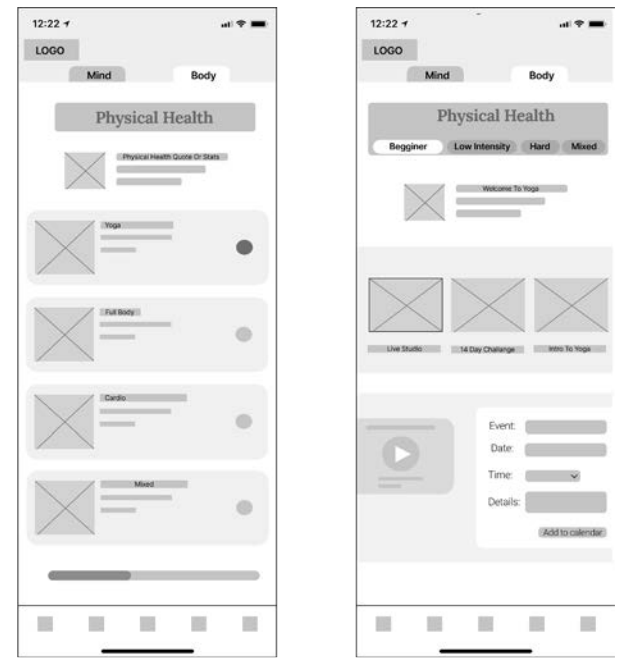 12:22
LOGO
Mind Body
Physical Health
Physical Health Quote Or Stats
Yoga
Full Body
Cardio
Mixed
12:22
LOGO
Mind Body
Physical Health
Begginer Low Intensity Hard Mixed
Welcome To Yoga
Live Studio 14 Day Challange Intro To Yoga
Event:
Date:
Time:
Details:
Add to calendar